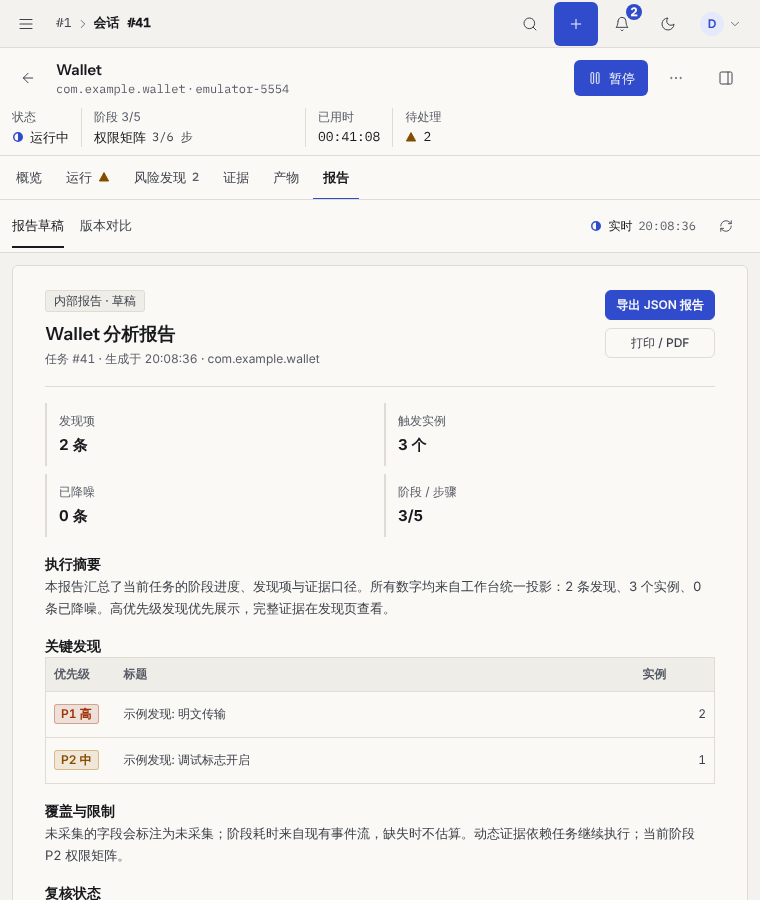 #1 > 会话 #41
2
D
Wallet
com.example.wallet · emulator-5554
暂停
状态
运行中
阶段 3/5
权限矩阵 3/6 步
已用时
00:41:08
待处理
2
概览 运行 风险发现 2 证据 产物 报告
报告草稿 版本对比
实时 20:08:36
内部报告 · 草稿
导出 JSON 报告
Wallet 分析报告
打印 / PDF
任务 #41 · 生成于 20:08:36 · com.example.wallet
发现项
2 条
触发实例
3 个
已降噪
0 条
阶段 / 步骤
3/5
执行摘要
本报告汇总了当前任务的阶段进度、发现项与证据口径。所有数字均来自工作台统一投影：2 条发现、3 个实例、0
条已降噪。高优先级发现优先展示，完整证据在发现页查看。
关键发现
优先级 标题 实例
P1 高 示例发现: 明文传输 2
P2 中 示例发现: 调试标志开启 1
覆盖与限制
未采集的字段会标注为未采集；阶段耗时来自现有事件流，缺失时不估算。动态证据依赖任务继续执行；当前阶段
P2 权限矩阵。
复核状态